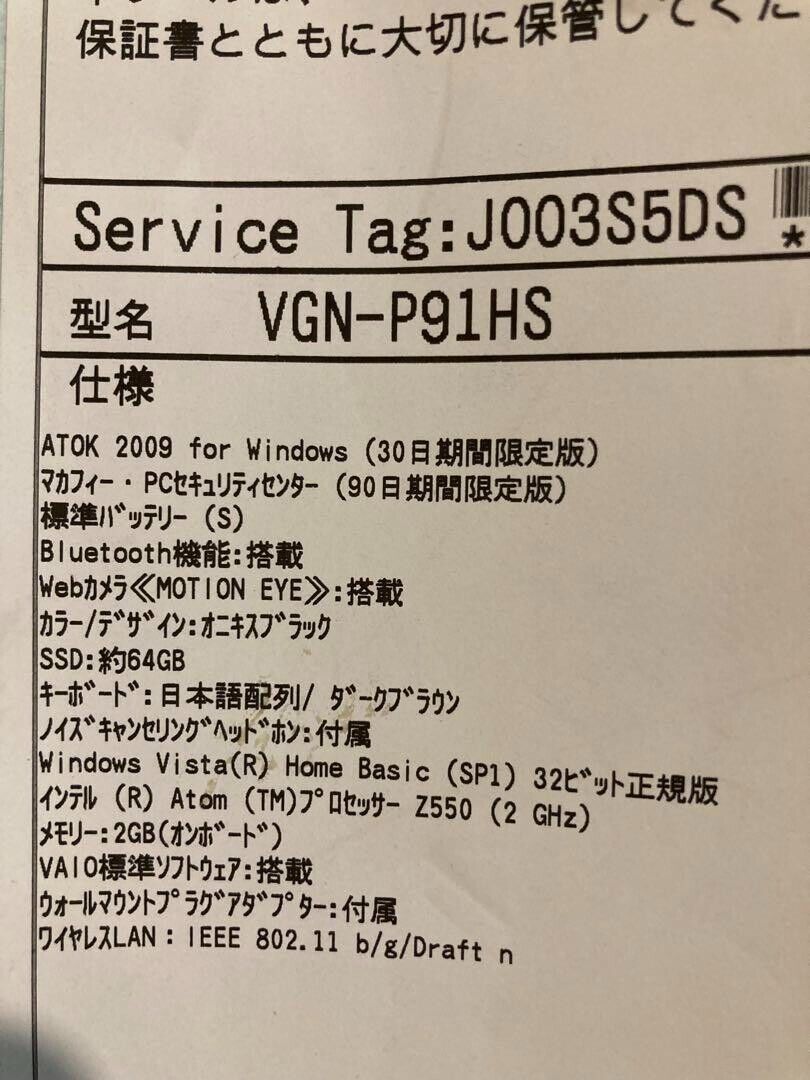 保証書とともに大切に保管してくだ
Service Tag:J003S5DS
*
型名 VGN-P91HS
仕様
ATOK 2009 for Windows (30日期間限定版)
ﾏｶﾌｨｰ・PCｾｷｭﾘﾃｨｾﾝﾀｰ (90日期間限定版)
標準ﾊﾞｯﾃﾘｰ (S)
Bluetooth機能:搭載
Webｶﾒﾗ≪MOTION EYE≫:搭載
ｶﾗｰ/ﾃﾞｻﾞｲﾝ:ｵﾆｷｽﾌﾞﾗｯｸ
SSD:約64GB
ｷｰﾎﾞｰﾄﾞ:日本語配列/ ﾀﾞｰｸﾌﾞﾗｳﾝ
ﾉｲｽﾞｷｬﾝｾﾘﾝｸﾞﾍｯﾄﾞﾎﾝ:付属
Windows Vista(R) Home Basic (SP1) 32ﾋﾞｯﾄ正規版
ｲﾝﾃﾙ (R) Atom (TM)ﾌﾟﾛｾｯｻｰ Z550 (2 GHz)
ﾒﾓﾘｰ:2GB(ｵﾝﾎﾞｰﾄﾞ)
VAIO標準ｿﾌﾄｳｪｱ:搭載
ｳｫｰﾙﾏｳﾝﾄﾌﾟﾗｸﾞｱﾀﾞﾌﾟﾀｰ:付属
ﾜｲﾔﾚｽLAN：IEEE 802.11 b/g/Draft n